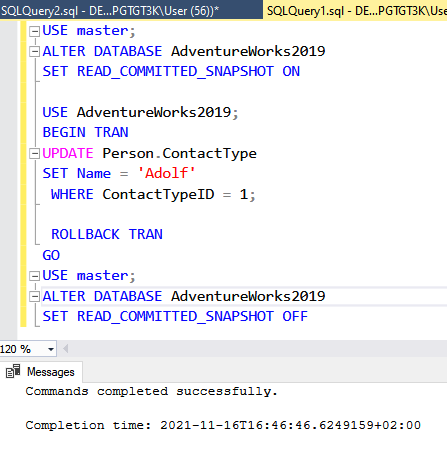 SQLQuery2.sql - DE...PGTGT3K\User (56))*
SQLQuery1.sql - DE...PGTGT3K\Use
USE master;
ALTER DATABASE AdventureWorks2019
SET READ_COMMITTED_SNAPSHOT ON
USE AdventureWorks2019;
BEGIN TRAN
UPDATE Person.ContactType
SET Name = 'Adolf'
WHERE ContactTypeID = 1;
ROLLBACK TRAN
GO
USE master;
ALTER DATABASE AdventureWorks2019
SET READ_COMMITTED_SNAPSHOT OFF
120 %
Messages
Commands completed successfully.
Completion time: 2021-11-16T16:46:46.6249159+02:00